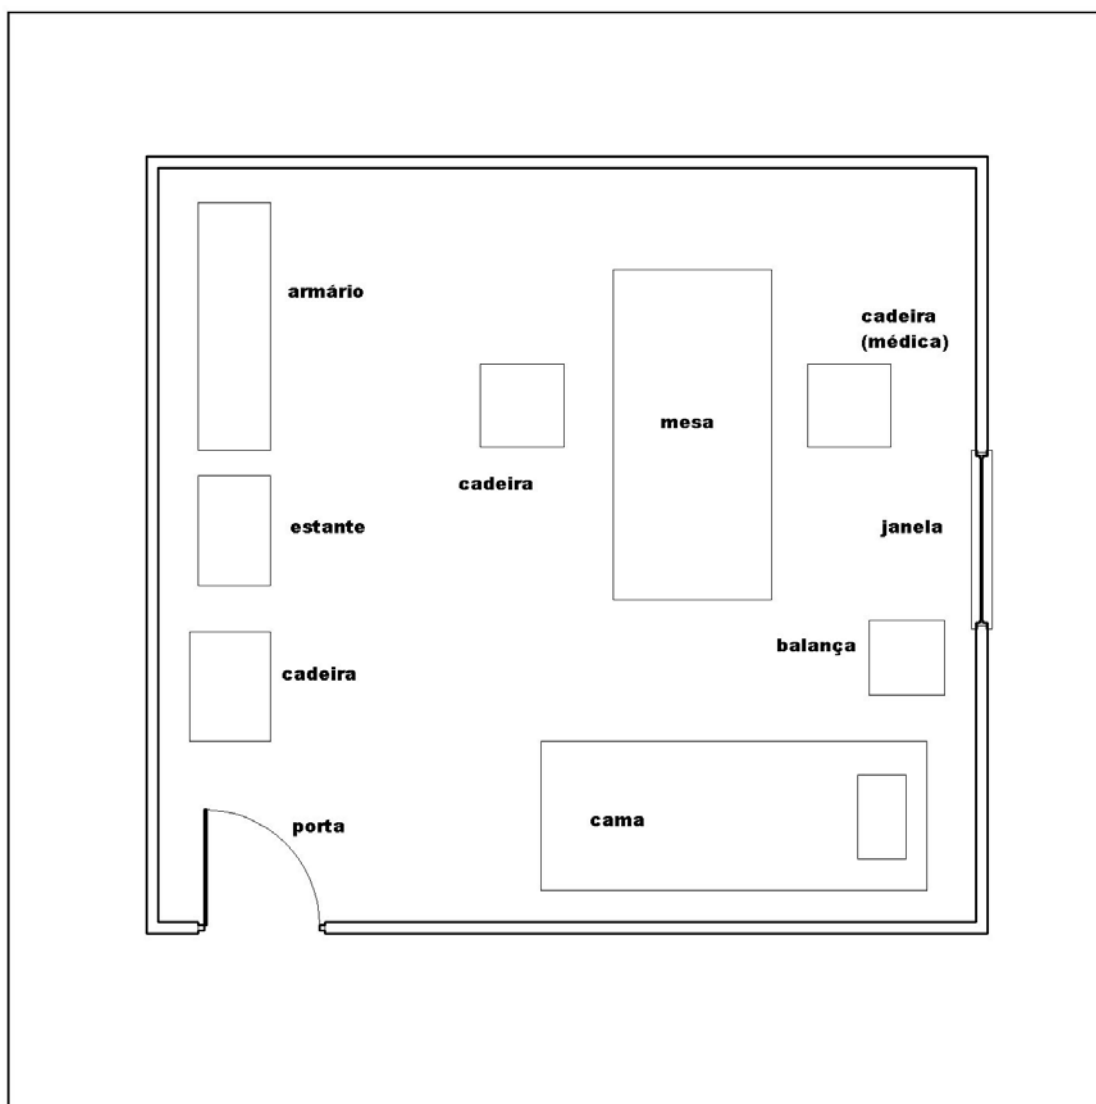 armário
cadeira
(médica)
mesa
cadeira
estante
janela
balança
cadeira
cama
porta